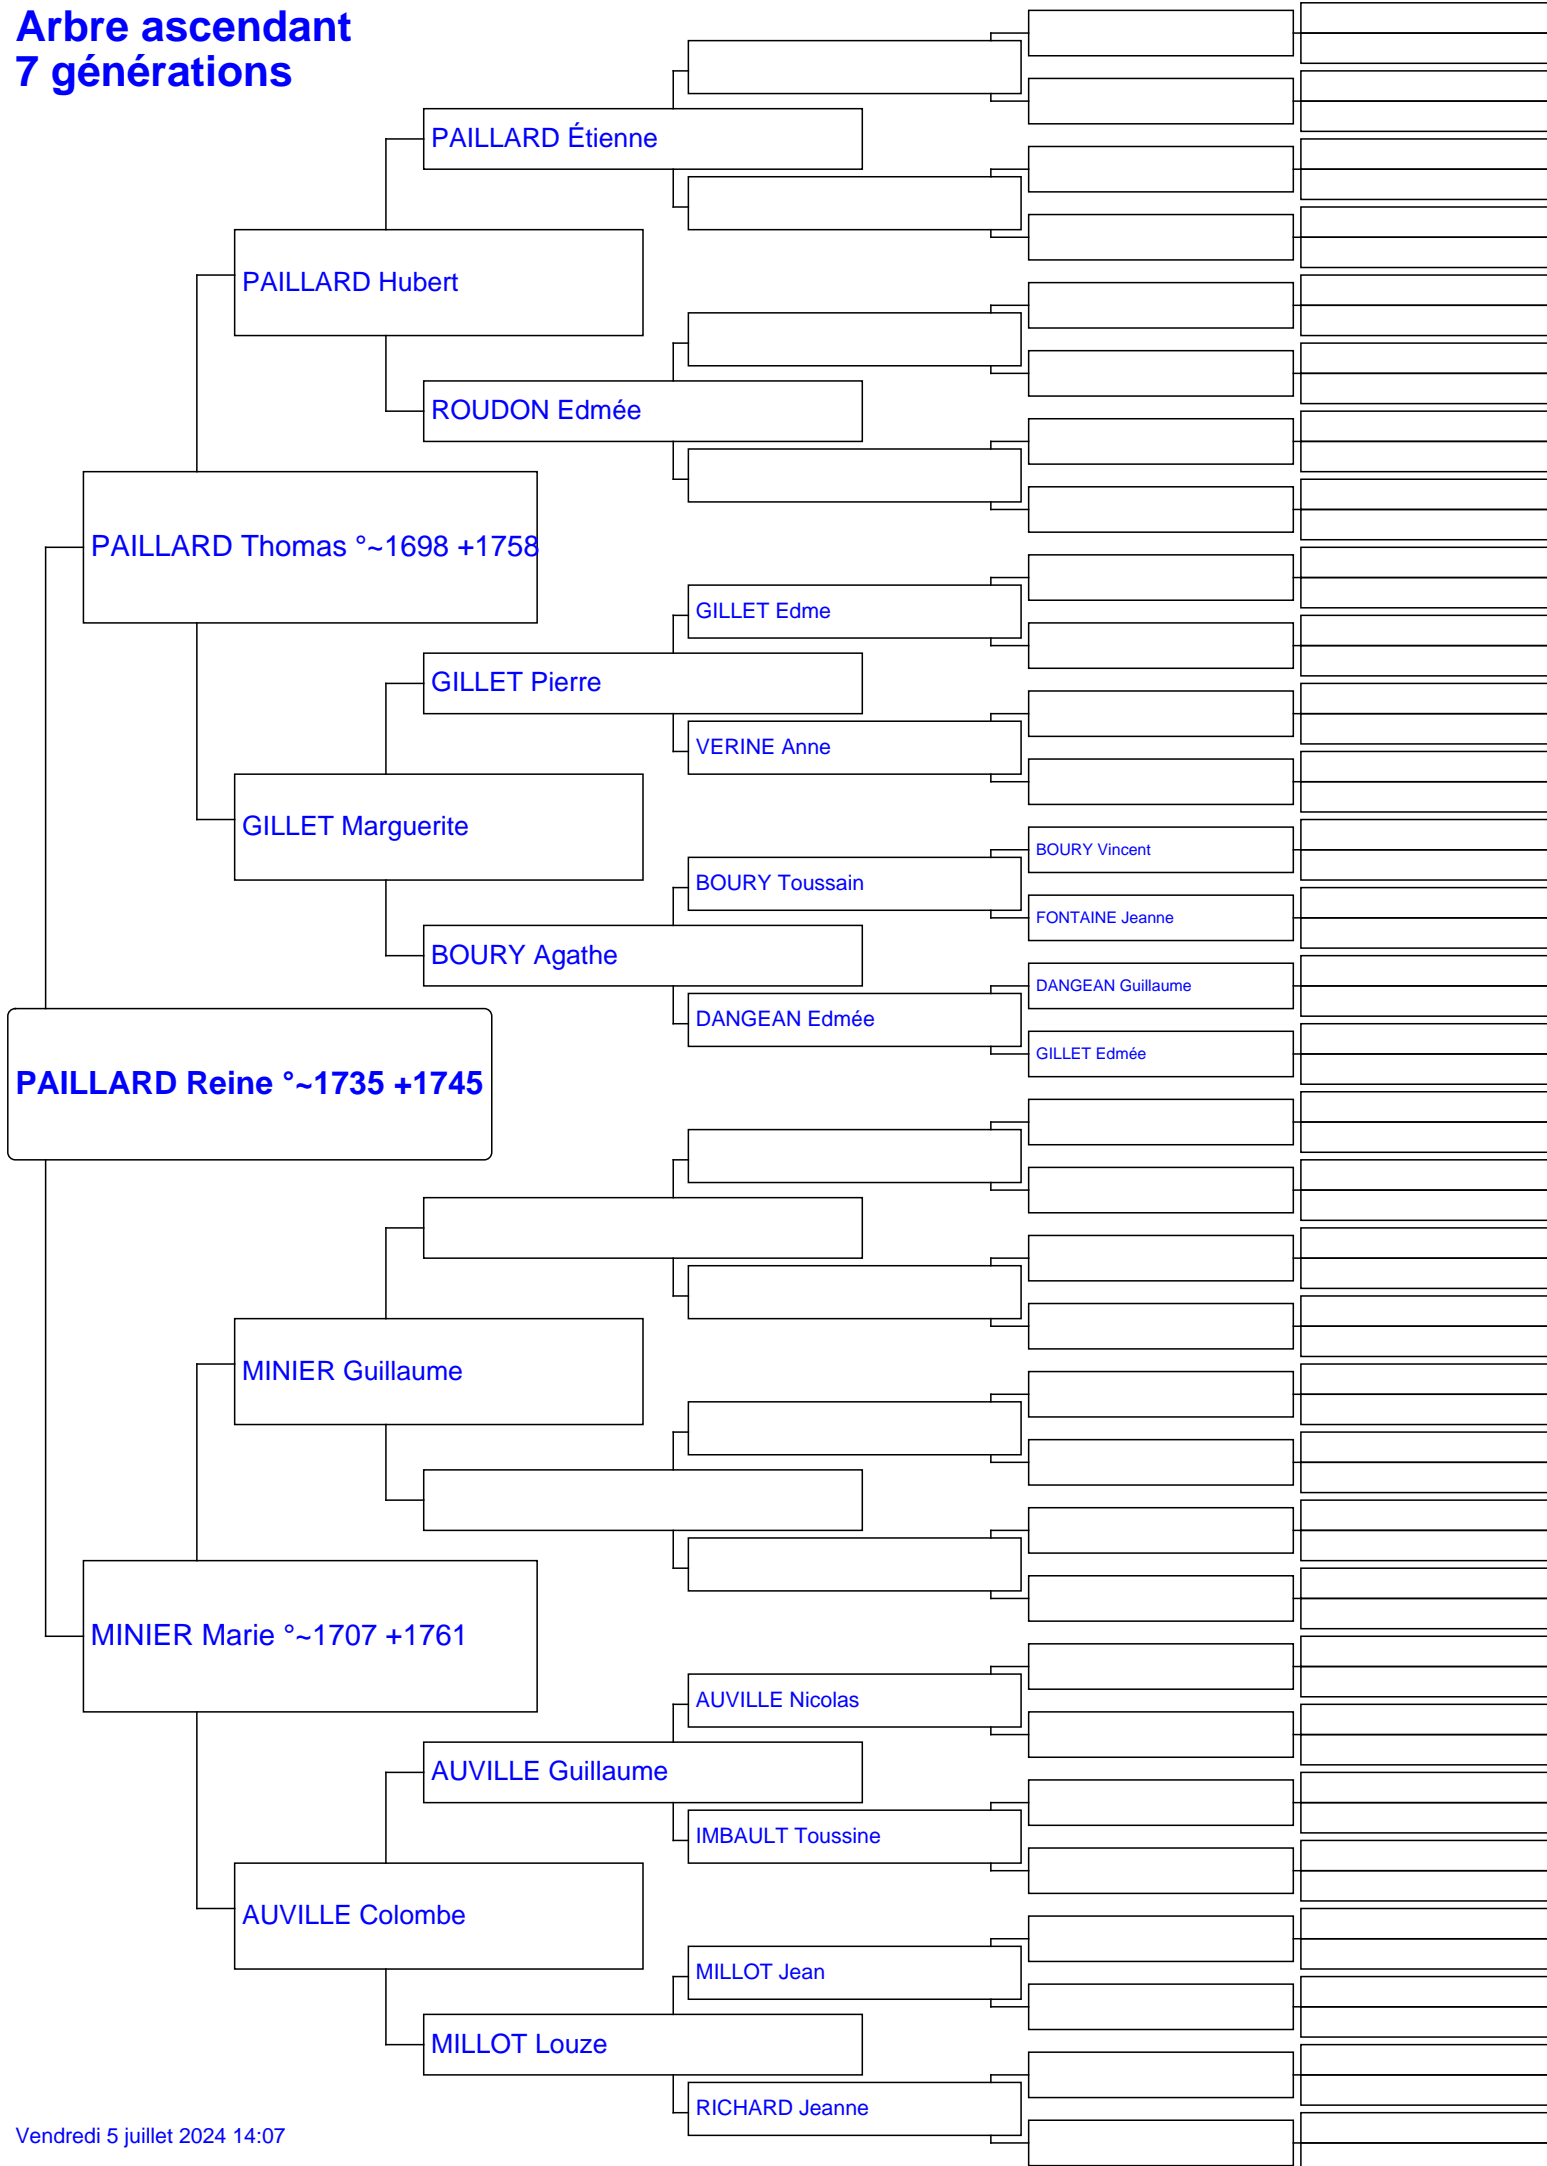 Arbre ascendant
7 générations
PAILLARD Étienne
PAILLARD Hubert
ROUDON Edmée
PAILLARD Thomas °~1698 +1758
GILLET Edme
GILLET Pierre
VERINE Anne
GILLET Marguerite
BOURY Vincent
BOURY Toussain
FONTAINE Jeanne
BOURY Agathe
DANGEAN Guillaume
DANGEAN Edmée
GILLET Edmée
PAILLARD Reine °~1735 +1745
MINIER Guillaume
MINIER Marie °~1707 +1761
AUVILLE Nicolas
AUVILLE Guillaume
IMBAULT Toussine
AUVILLE Colombe
MILLOT Jean
MILLOT Louze
RICHARD Jeanne
Vendredi 5 juillet 2024 14:07